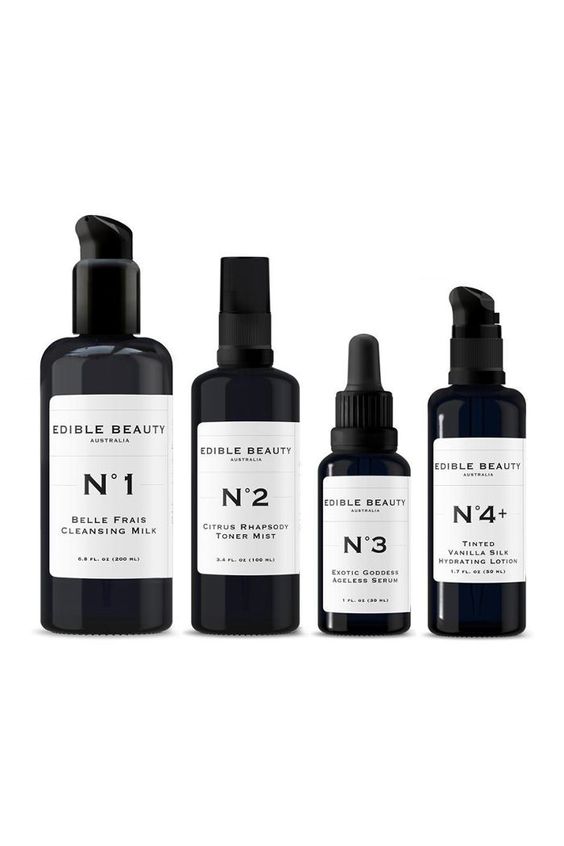 EDIBLE BEAUTY
AUSTRALIA
N°1
BELLE FRAIS
CLEANSING MILK
6.8 FL. OZ (200 ML)
EDIBLE BEAUTY
AUSTRALIA
N°2
CITRUS RHAPSODY
TONER MIST
3.4 FL. OZ (100 ML)
EDIBLE BEAUTY
AUSTRALIA
N°3
EXOTIC GODDESS
AGELESS SERUM
1 FL. OZ (30 ML)
EDIBLE BEAUTY
AUSTRALIA
N°4+
TINTED
VANILLA SILK
HYDRATING LOTION
1.7 FL. OZ (50 ML)